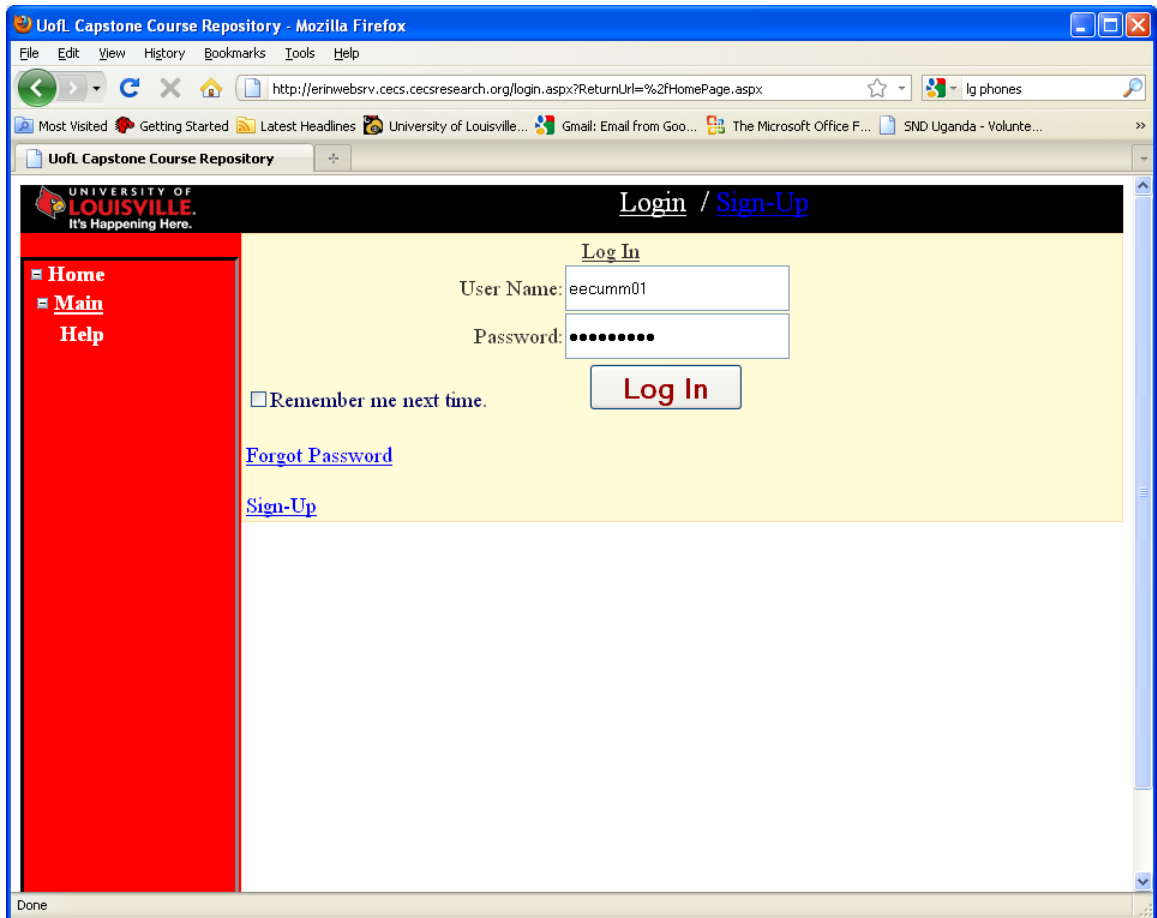 UofL Capstone Course Repository - Mozilla Firefox
File Edit View History Bookmarks Tools Help
http://erinwebsrv.cecs.cecsresearch.org/login.aspx?ReturnUrl=%2fHomePage.aspx lg phones
Most Visited Getting Started Latest Headlines University of Louisville... Gmail: Email from Goo... The Microsoft Office F... SND Uganda - Volunte... »
UofL Capstone Course Repository
UNIVERSITY OF
LOUISVILLE.
It's Happening Here.
Login / Sign-Up
Log In
Home
Main
Help
User Name: eecumm01
Password: •••••••••
Remember me next time.
Log In
Forgot Password
Sign-Up
Done